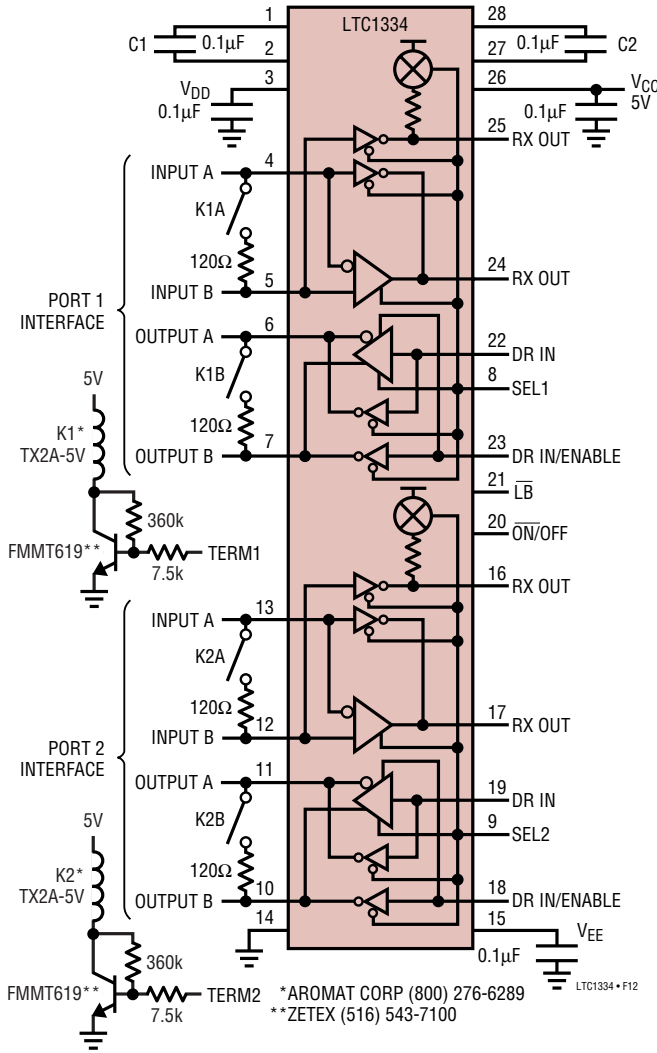 LTC1334
1
28
C1
0.1µF
0.1µF
C2
2
27
3
26
VDD
0.1µF
VCC
5V
0.1µF
25
RX OUT
INPUT A
4
K1A
120Ω
24
RX OUT
INPUT B
5
PORT 1
INTERFACE
OUTPUT A
6
22
DR IN
K1B
8
SEL1
120Ω
OUTPUT B
7
23
DR IN/ENABLE
5V
K1*
TX2A-5V
21
LB
360k
20
ON/OFF
FMMT619**
7.5k
TERM1
16
RX OUT
INPUT A
13
K2A
120Ω
17
RX OUT
INPUT B
12
PORT 2
INTERFACE
OUTPUT A
11
19
DR IN
K2B
9
SEL2
120Ω
OUTPUT B
10
18
DR IN/ENABLE
5V
K2*
TX2A-5V
14
15
VEE
0.1µF
360k
FMMT619**
7.5k
TERM2
*AROMAT CORP (800) 276-6289
**ZETEX (516) 543-7100
LTC1334 • F12